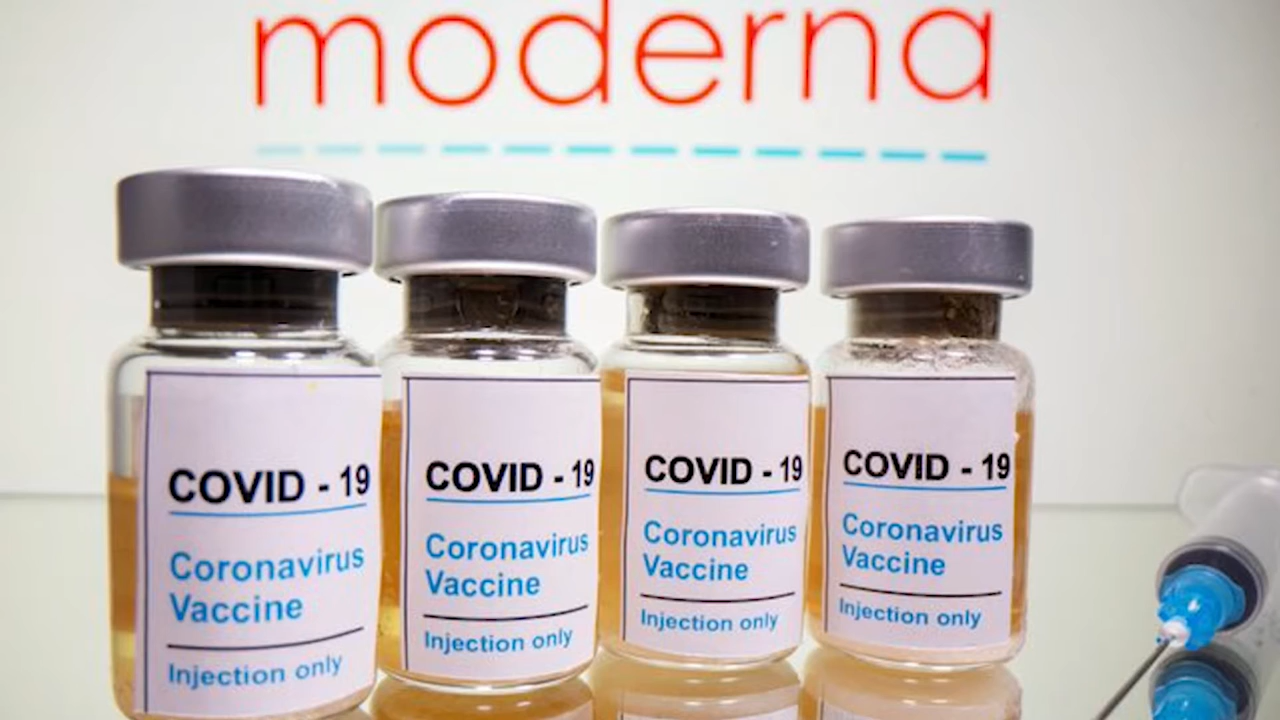 moderna
COVID - 19
Coronavirus
Vaccine
Injection only
COVID - 19
Coronavirus
Vaccine
Injection only
COVID - 19
Coronavirus
Vaccine
Injection only
COVID - 19
Coronavirus
Vaccine
Injection only